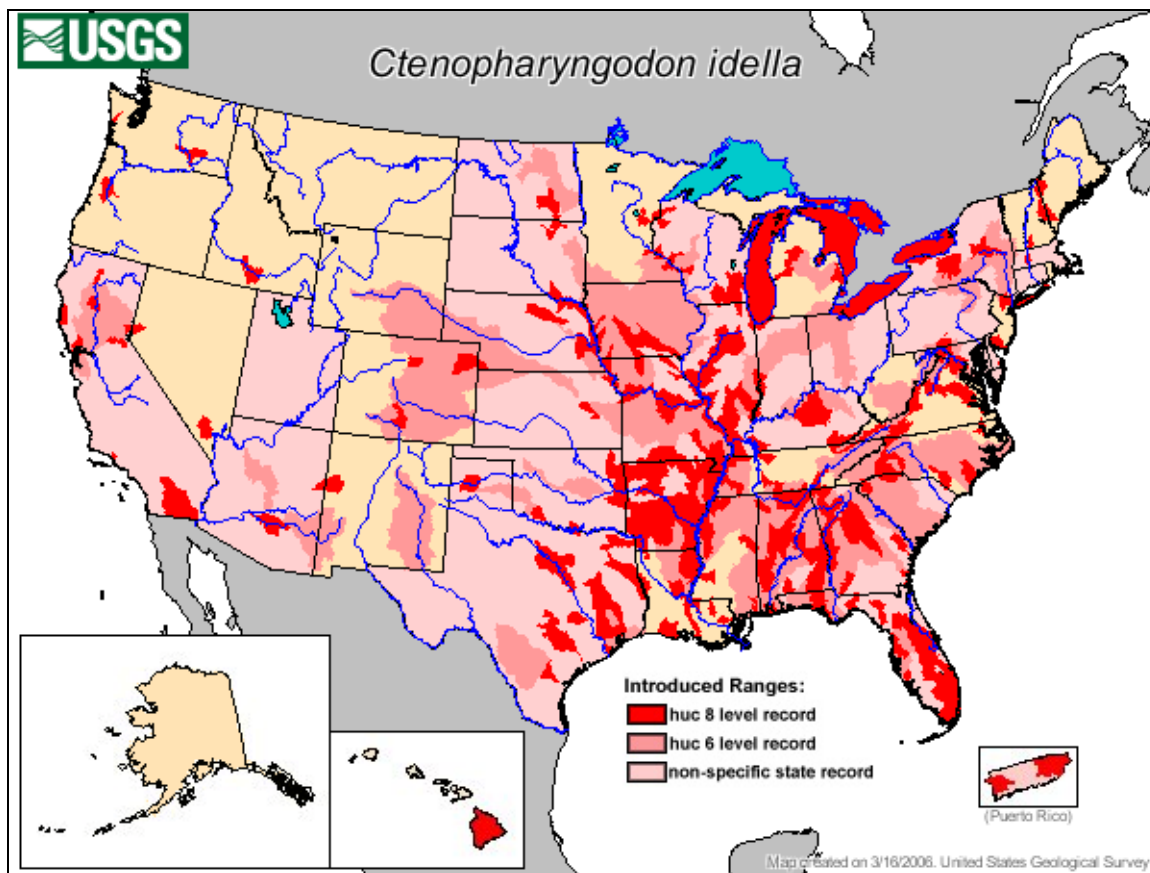 USGS
Ctenopharyngodon idella
Introduced Ranges:
huc 8 level record
huc 6 level record
non-specific state record
(Puerto Rico)
Map created on 3/16/2006. United States Geological Survey